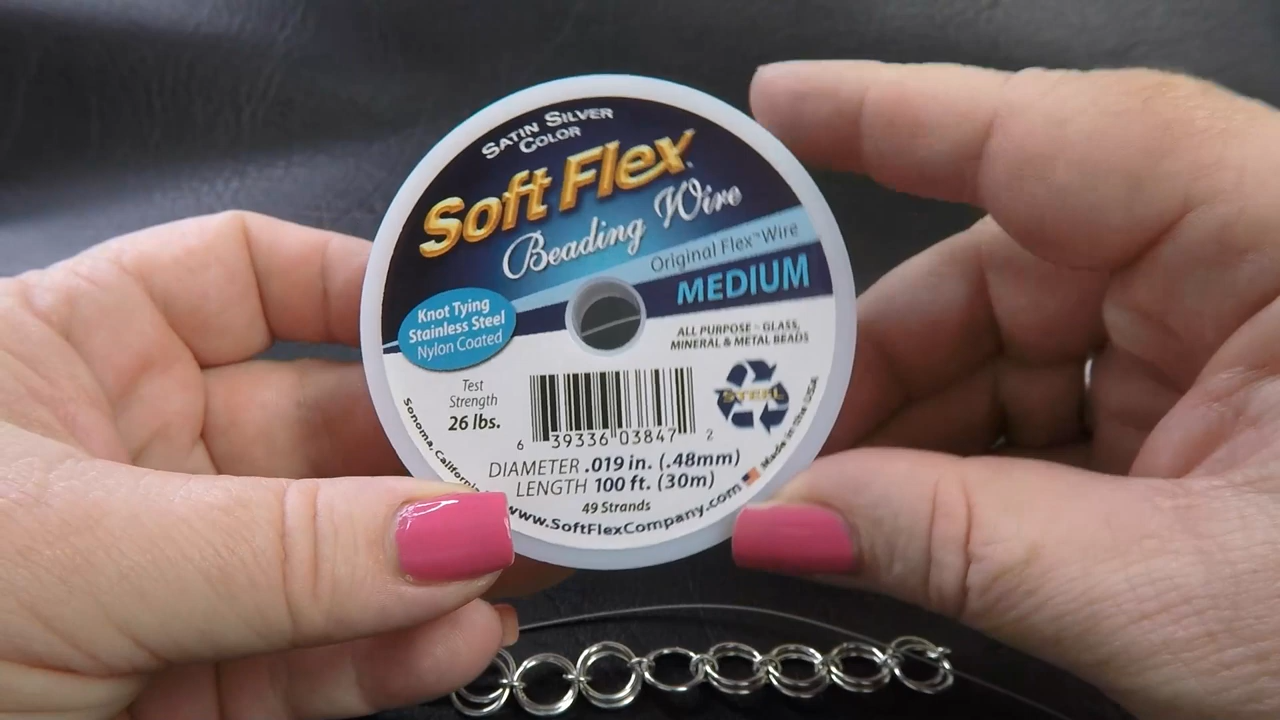 SATIN SILVER
COLOR
Soft Flex
Beading Wire
Original Flex™ Wire
MEDIUM
Knot Tying
Stainless Steel
Nylon Coated
ALL PURPOSE - GLASS,
MINERAL & METAL BEADS
Test
Strength
26 lbs.
STEEL
6 39336 03847 2
DIAMETER .019 in. (.48mm)
LENGTH 100 ft. (30m)
49 Strands
Sonoma, California
www.SoftFlexCompany.com
Made in the USA